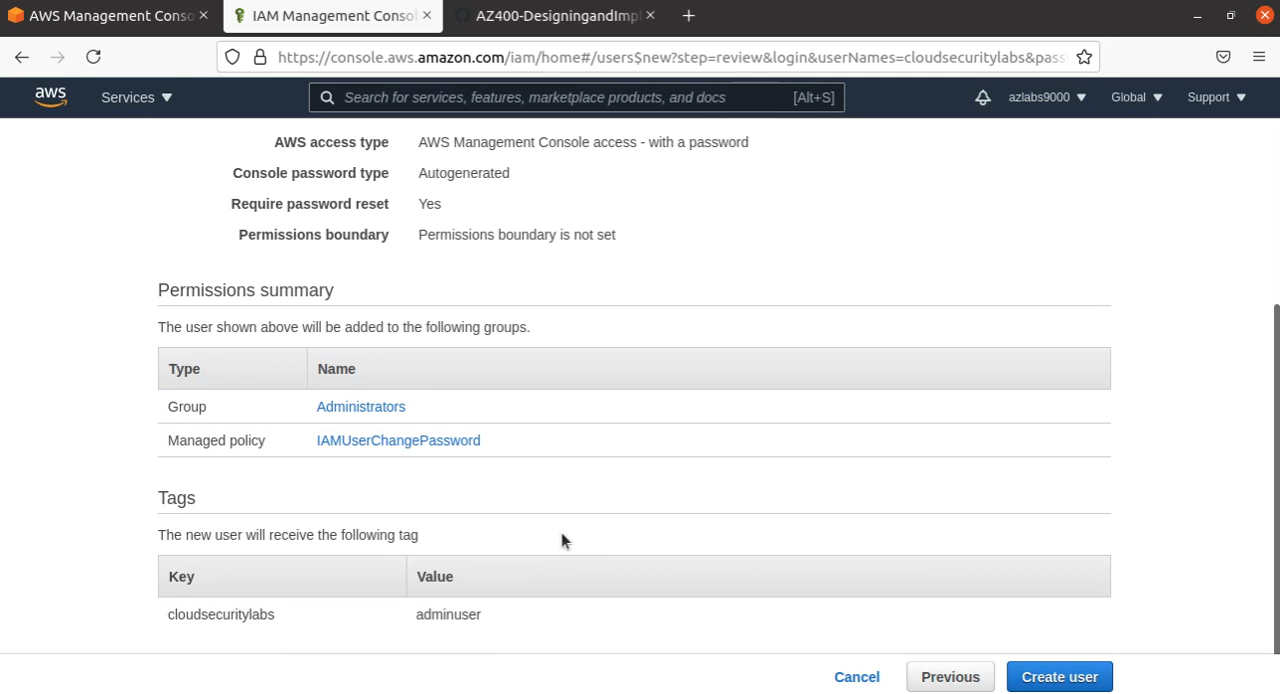 AWS Management Conso
IAM Management Consol
AZ400-DesigningandImpl
https://console.aws.amazon.com/iam/home#/users$new?step=review&login&userNames=cloudsecuritylabs&pass
aws
Services
Search for services, features, marketplace products, and docs
[Alt+S]
azlabs9000
Global
Support
AWS access type AWS Management Console access - with a password
Console password type Autogenerated
Require password reset Yes
Permissions boundary Permissions boundary is not set
Permissions summary
The user shown above will be added to the following groups.
Type Name
Group Administrators
Managed policy IAMUserChangePassword
Tags
The new user will receive the following tag
Key Value
cloudsecuritylabs adminuser
Cancel Previous Create user